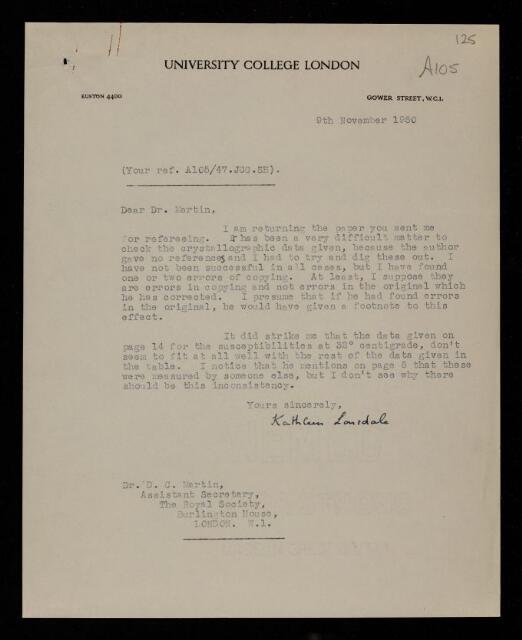 125
A105
UNIVERSITY COLLEGE LONDON
EUSTON 4400
GOWER STREET, W.C.1.
9th November 1950
(Your ref. A105/47.JGG.EH).
Dear Dr. Martin,
I am returning the paper you sent me
for refereeing. It has been a very difficult matter to
check the crystallographic data given, because the author
gave no references and I had to try and dig these out. I
have not been successful in all cases, but I have found
one or two errors of copying. At least, I suppose they
are errors in copying and not errors in the original which
he has corrected. I presume that if he had found errors
in the original, he would have given a footnote to this
effect.
It did strike me that the data given on
page 14 for the susceptibilities at 32° centigrade, don't
seem to fit at all well with the rest of the data given in
the table. I notice that he mentions on page 5 that these
were measured by someone else, but I don't see why there
should be this inconsistency.
Yours sincerely,
Kathleen Lonsdale
Dr. D. C. Martin,
Assistant Secretary,
The Royal Society,
Burlington House,
LONDON. W.1.